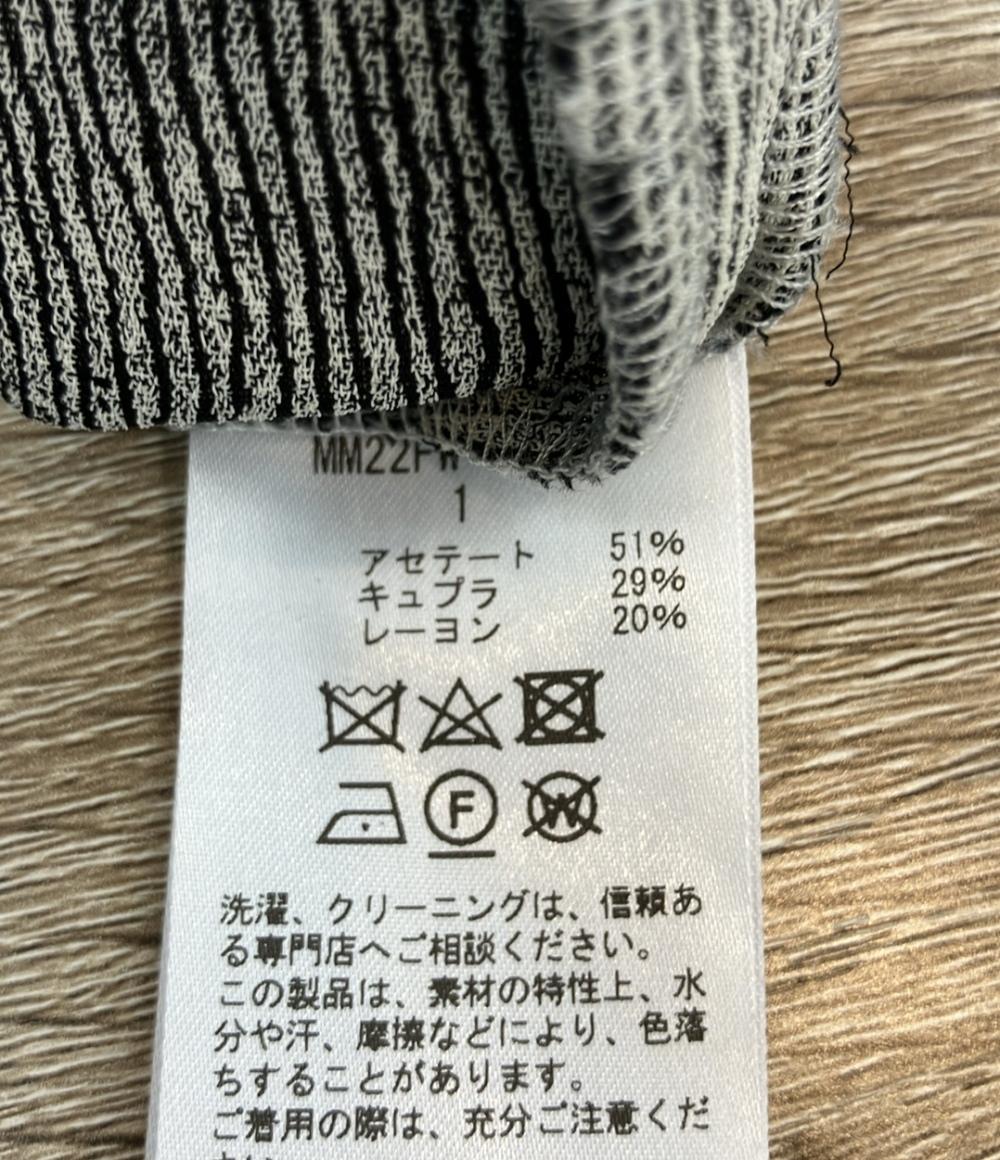 MM22FW
1
アセテート 51%
キュプラ 29%
レーヨン 20%
F
W
洗濯、クリーニングは、信頼あ
る専門店へご相談ください。
この製品は、素材の特性上、水
分や汗、摩擦などにより、色落
ちすることがあります。
ご着用の際は、充分ご注意くだ